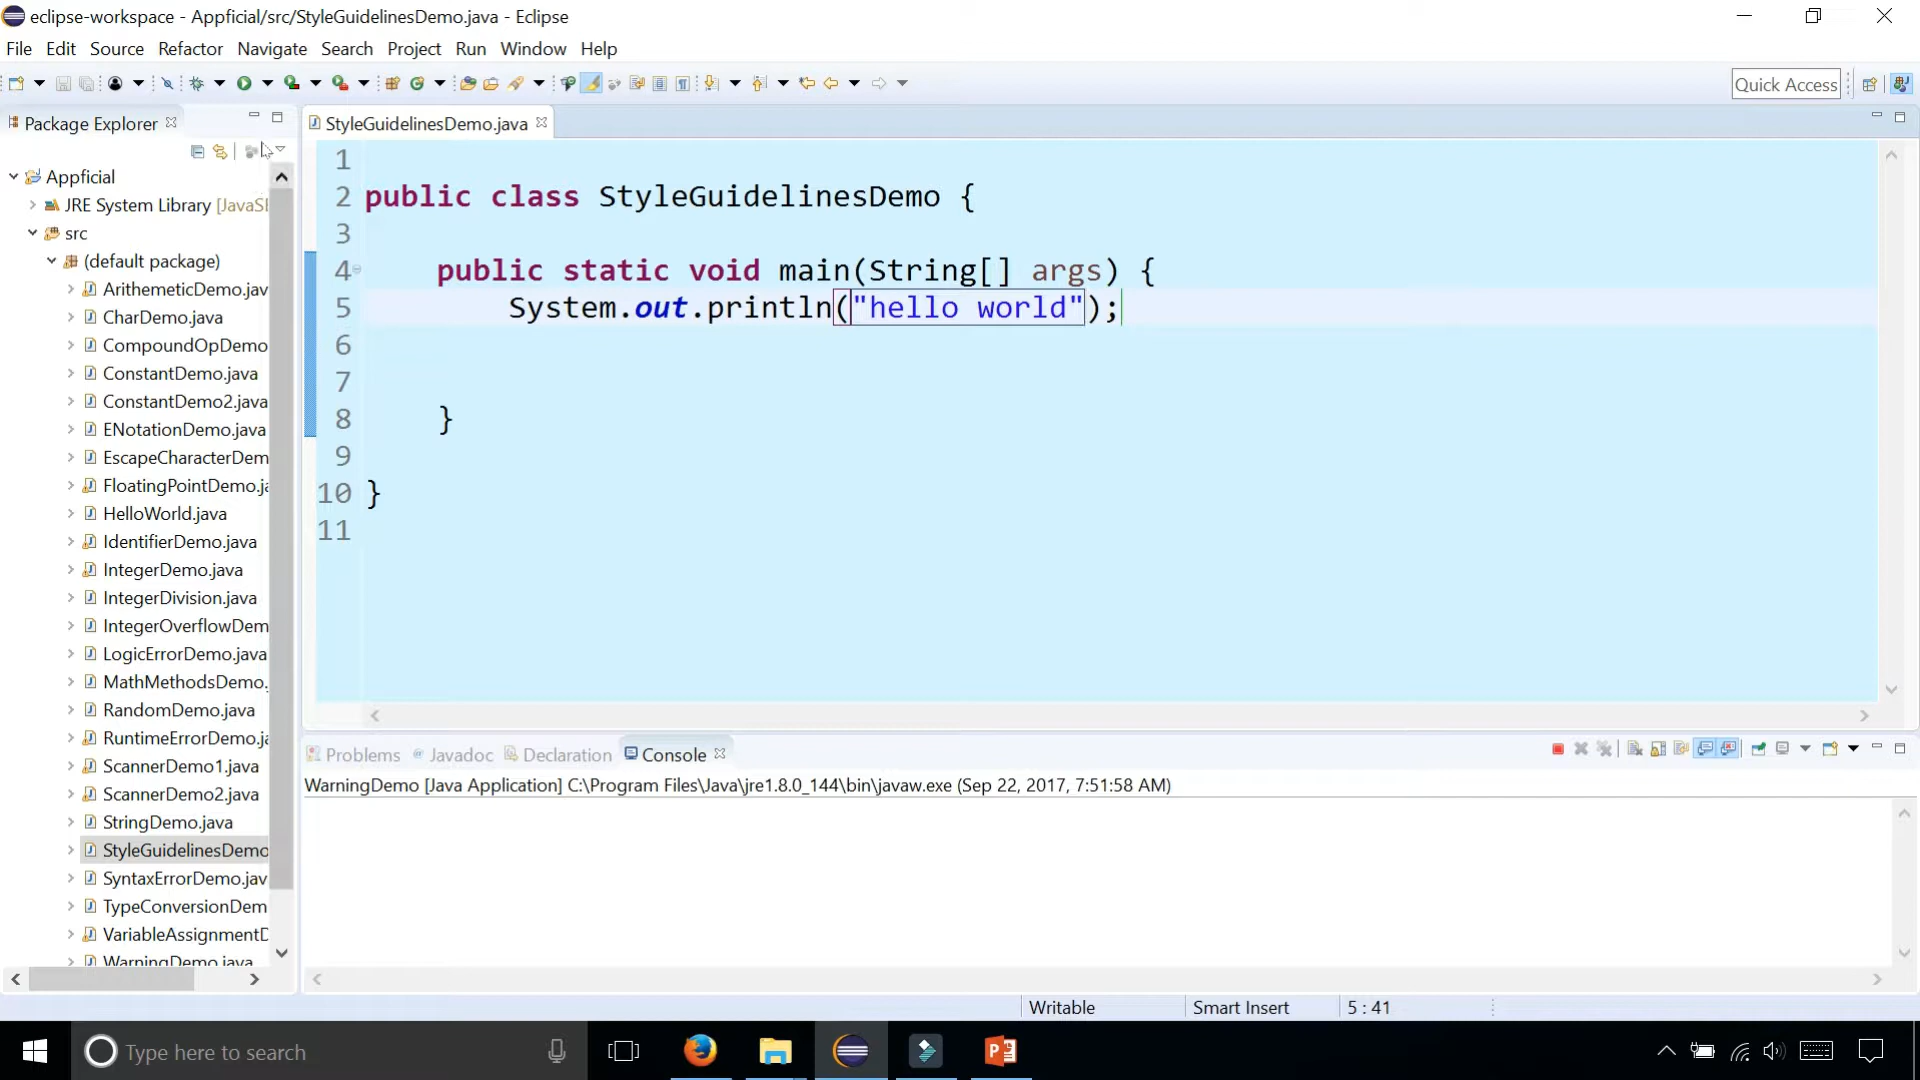 eclipse-workspace - Appficial/src/StyleGuidelinesDemo.java - Eclipse
File Edit Source Refactor Navigate Search Project Run Window Help
Quick Access
Package Explorer
StyleGuidelinesDemo.java
Appficial
JRE System Library [JavaSE
src
(default package)
ArithemeticDemo.jav
CharDemo.java
CompoundOpDemo
ConstantDemo.java
ConstantDemo2.java
ENotationDemo.java
EscapeCharacterDem
FloatingPointDemo.ja
HelloWorld.java
IdentifierDemo.java
IntegerDemo.java
IntegerDivision.java
IntegerOverflowDem
LogicErrorDemo.java
MathMethodsDemo.
RandomDemo.java
RuntimeErrorDemo.ja
ScannerDemo1.java
ScannerDemo2.java
StringDemo.java
StyleGuidelinesDemo
SyntaxErrorDemo.jav
TypeConversionDem
VariableAssignmentD
WarningDemo.java
1
2 public class StyleGuidelinesDemo {
3
4 public static void main(String[] args) {
5 System.out.println("hello world");
6
7
8 }
9
10 }
11
Problems Javadoc Declaration Console
WarningDemo [Java Application] C:\Program Files\Java\jre1.8.0_144\bin\javaw.exe (Sep 22, 2017, 7:51:58 AM)
Writable Smart Insert 5 : 41
Type here to search